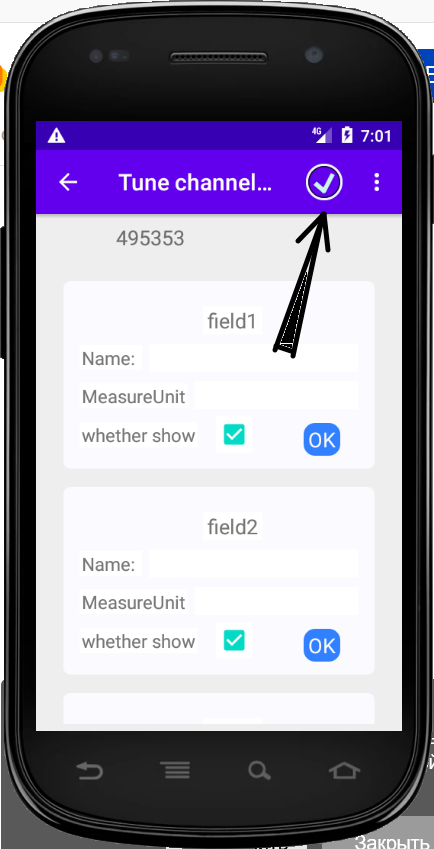 4G 7:01
Tune channel...
495353
field1
Name:
MeasureUnit
whether show OK
field2
Name:
MeasureUnit
whether show OK
Закрыть